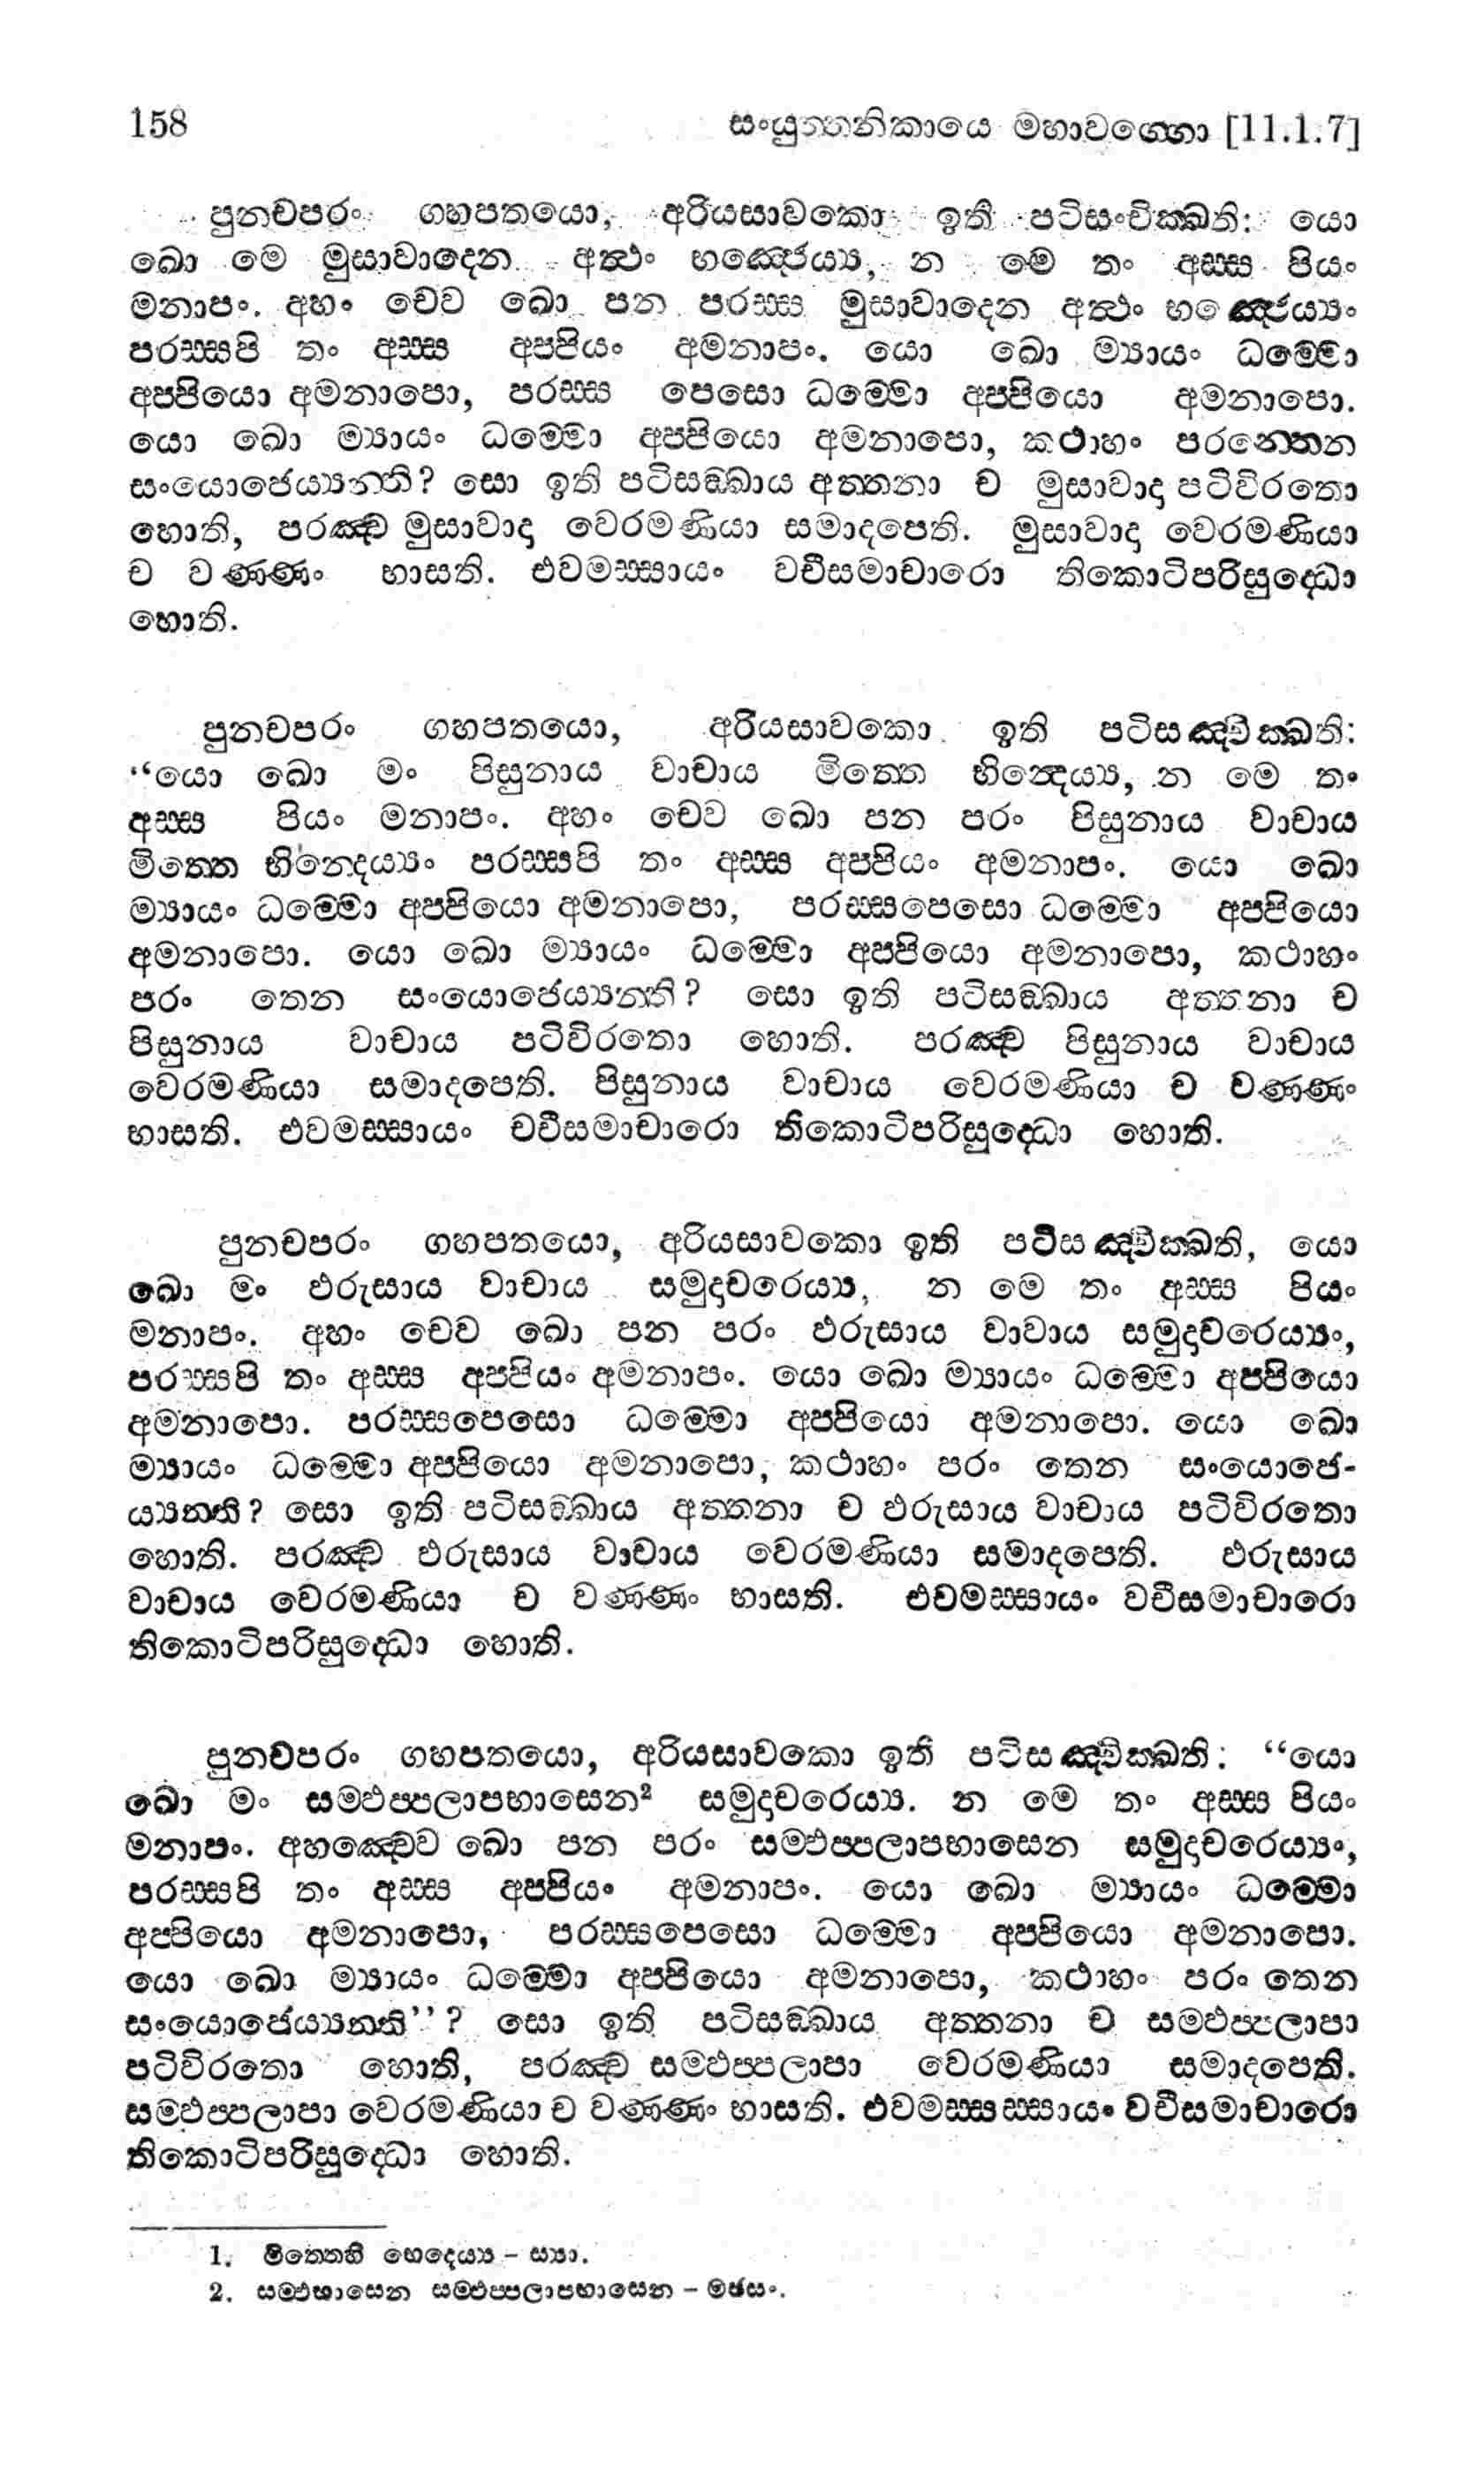 158 සංයුත්තනිකායෙ මහාවග්ගො [11.1.7]
පුනචපරං ගහපතයො, අරියසාවකො ඉති පටිසංචික්ඛති: යො
ඛො මෙ මුසාවාදෙන අත්ථං භඤ්ජෙය්‍ය, න මෙ තං අස්ස පියං
මනාපං. අහං චෙව ඛො පන පරස්ස මුසාවාදෙන අත්ථං භඤ්ජෙය්‍යං
පරස්සපි තං අස්ස අප්පියං අමනාපං. යො ඛො ම්‍යායං ධම්මො
අප්පියො අමනාපො, පරස්ස පෙසො ධම්මො අප්පියො අමනාපො.
යො ඛො ම්‍යායං ධම්මො අප්පියො අමනාපො, කථාහං පරන්තෙන
සංයොජෙය්‍යන්ති? සො ඉති පටිසඞ්ඛාය අත්තනා ච මුසාවාදා පටිවිරතො
හොති, පරඤ්ච මුසාවාදා වෙරමණියා සමාදපෙති. මුසාවාදා වෙරමණියා
ච වණ්ණං භාසති. එවමස්සායං වචීසමාචාරො තිකොටිපරිසුද්ධො
හොති.
පුනචපරං ගහපතයො, අරියසාවකො ඉති පටිසඤ්චික්ඛති:
“යො ඛො මං පිසුනාය වාචාය මිත්තෙ භින්දෙය්‍ය, න මෙ තං
අස්ස පියං මනාපං. අහං චෙව ඛො පන පරං පිසුනාය වාචාය
මිත්තෙ භින්දෙය්‍යං පරස්සපි තං අස්ස අප්පියං අමනාපං. යො ඛො
ම්‍යායං ධම්මො අප්පියො අමනාපො, පරස්සපෙසො ධම්මො අප්පියො
අමනාපො. යො ඛො ම්‍යායං ධම්මො අප්පියො අමනාපො, කථාහං
පරං තෙන සංයොජෙය්‍යන්ති? සො ඉති පටිසඞ්ඛාය අත්තනා ච
පිසුනාය වාචාය පටිවිරතො හොති. පරඤ්ච පිසුනාය වාචාය
වෙරමණියා සමාදපෙති. පිසුනාය වාචාය වෙරමණියා ච වණ්ණං
භාසති. එවමස්සායං වචීසමාචාරො තිකොටිපරිසුද්ධො හොති.
පුනචපරං ගහපතයො, අරියසාවකො ඉති පටිසඤ්චික්ඛති, යො
ඛො මං ඵරුසාය වාචාය සමුදාචරෙය්‍ය, න මෙ තං අස්ස පියං
මනාපං. අහං චෙව ඛො පන පරං ඵරුසාය වාචාය සමුදාචරෙය්‍යං,
පරස්සපි තං අස්ස අප්පියං අමනාපං. යො ඛො ම්‍යායං ධම්මො අප්පියො
අමනාපො. පරස්සපෙසො ධම්මො අප්පියො අමනාපො. යො ඛො
ම්‍යායං ධම්මො අප්පියො අමනාපො, කථාහං පරං තෙන සංයොජෙ-
ය්‍යන්ති? සො ඉති පටිසඞ්ඛාය අත්තනා ච ඵරුසාය වාචාය පටිවිරතො
හොති. පරඤ්ච ඵරුසාය වාචාය වෙරමණියා සමාදපෙති. ඵරුසාය
වාචාය වෙරමණියා ච වණ්ණං භාසති. එවමස්සායං වචීසමාචාරො
තිකොටිපරිසුද්ධො හොති.
පුනචපරං ගහපතයො, අරියසාවකො ඉති පටිසඤ්චික්ඛති: “යො
ඛො මං සම්ඵප්පලාපභාසෙන² සමුදාචරෙය්‍ය. න මෙ තං අස්ස පියං
මනාපං. අහඤ්චෙව ඛො පන පරං සම්ඵප්පලාපභාසෙන සමුදාචරෙය්‍යං,
පරස්සපි තං අස්ස අප්පියං අමනාපං. යො ඛො ම්‍යායං ධම්මො
අප්පියො අමනාපො, පරස්සපෙසො ධම්මො අප්පියො අමනාපො.
යො ඛො ම්‍යායං ධම්මො අප්පියො අමනාපො, කථාහං පරං තෙන
සංයොජෙය්‍යන්ති”? සො ඉති පටිසඞ්ඛාය අත්තනා ච සම්ඵප්පලාපා
පටිවිරතො හොති, පරඤ්ච සම්ඵප්පලාපා වෙරමණියා සමාදපෙති.
සම්ඵප්පලාපා වෙරමණියා ච වණ්ණං භාසති. එවමස්සස්සායං වචීසමාචාරො
තිකොටිපරිසුද්ධො හොති.
1. මිත්තෙහි භෙදෙය්‍ය – ස්‍යා.
2. සම්ඵභාසෙන සම්ඵප්පලාපභාසෙන – මජසං.